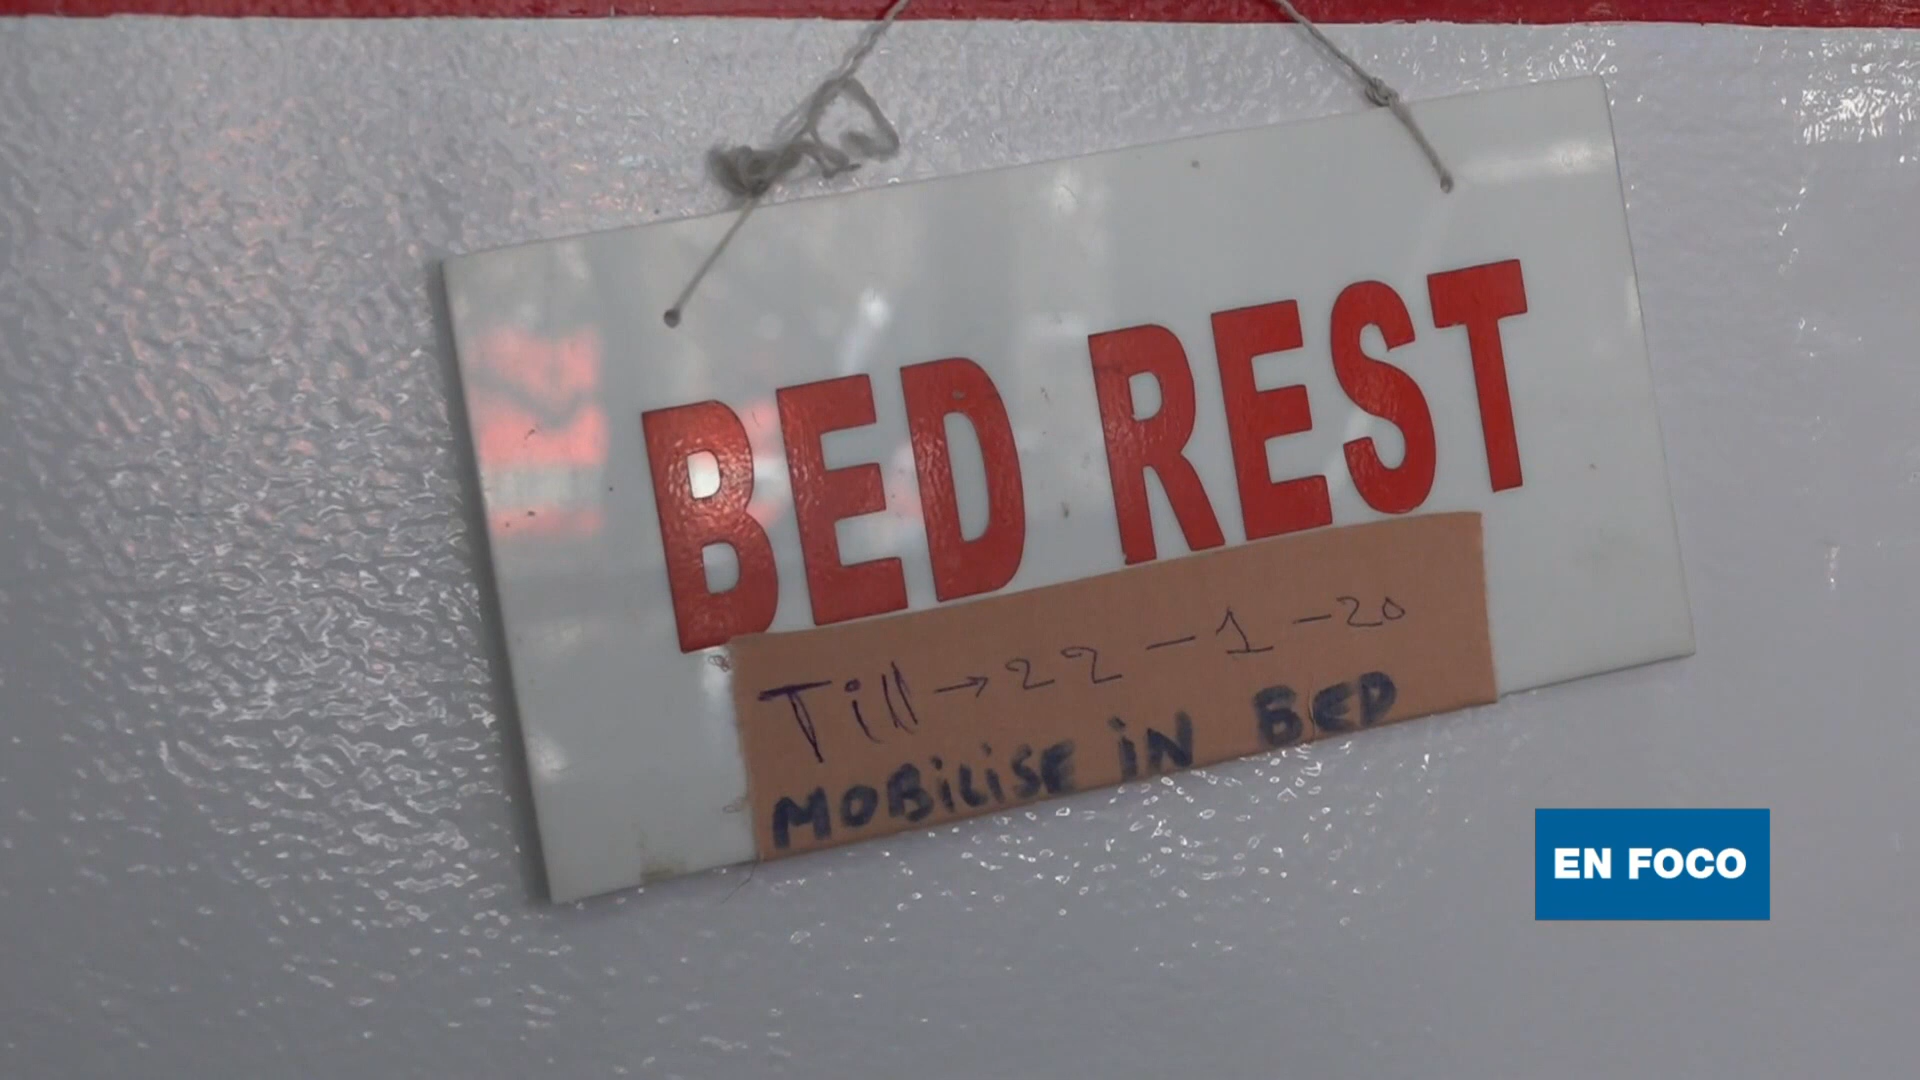 BED REST
Till → 22 - 1 - 20
MOBILISE IN BED
EN FOCO